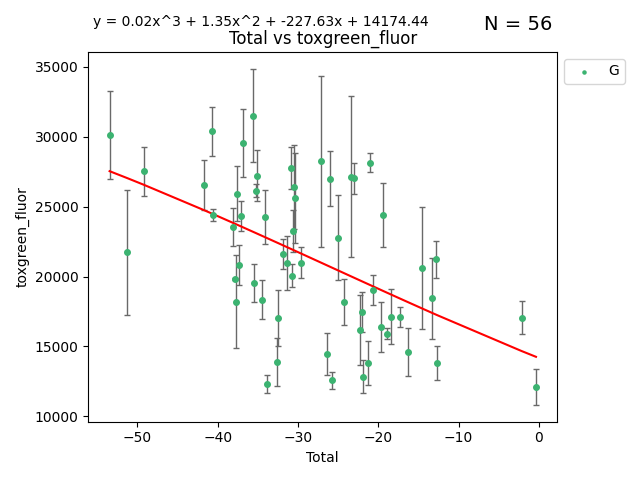 y = 0.02x^3 + 1.35x^2 + -227.63x + 14174.44
N = 56
Total vs toxgreen_fluor
G
35000
30000
25000
20000
15000
10000
toxgreen_fluor
−50
−40
−30
−20
−10
0
Total